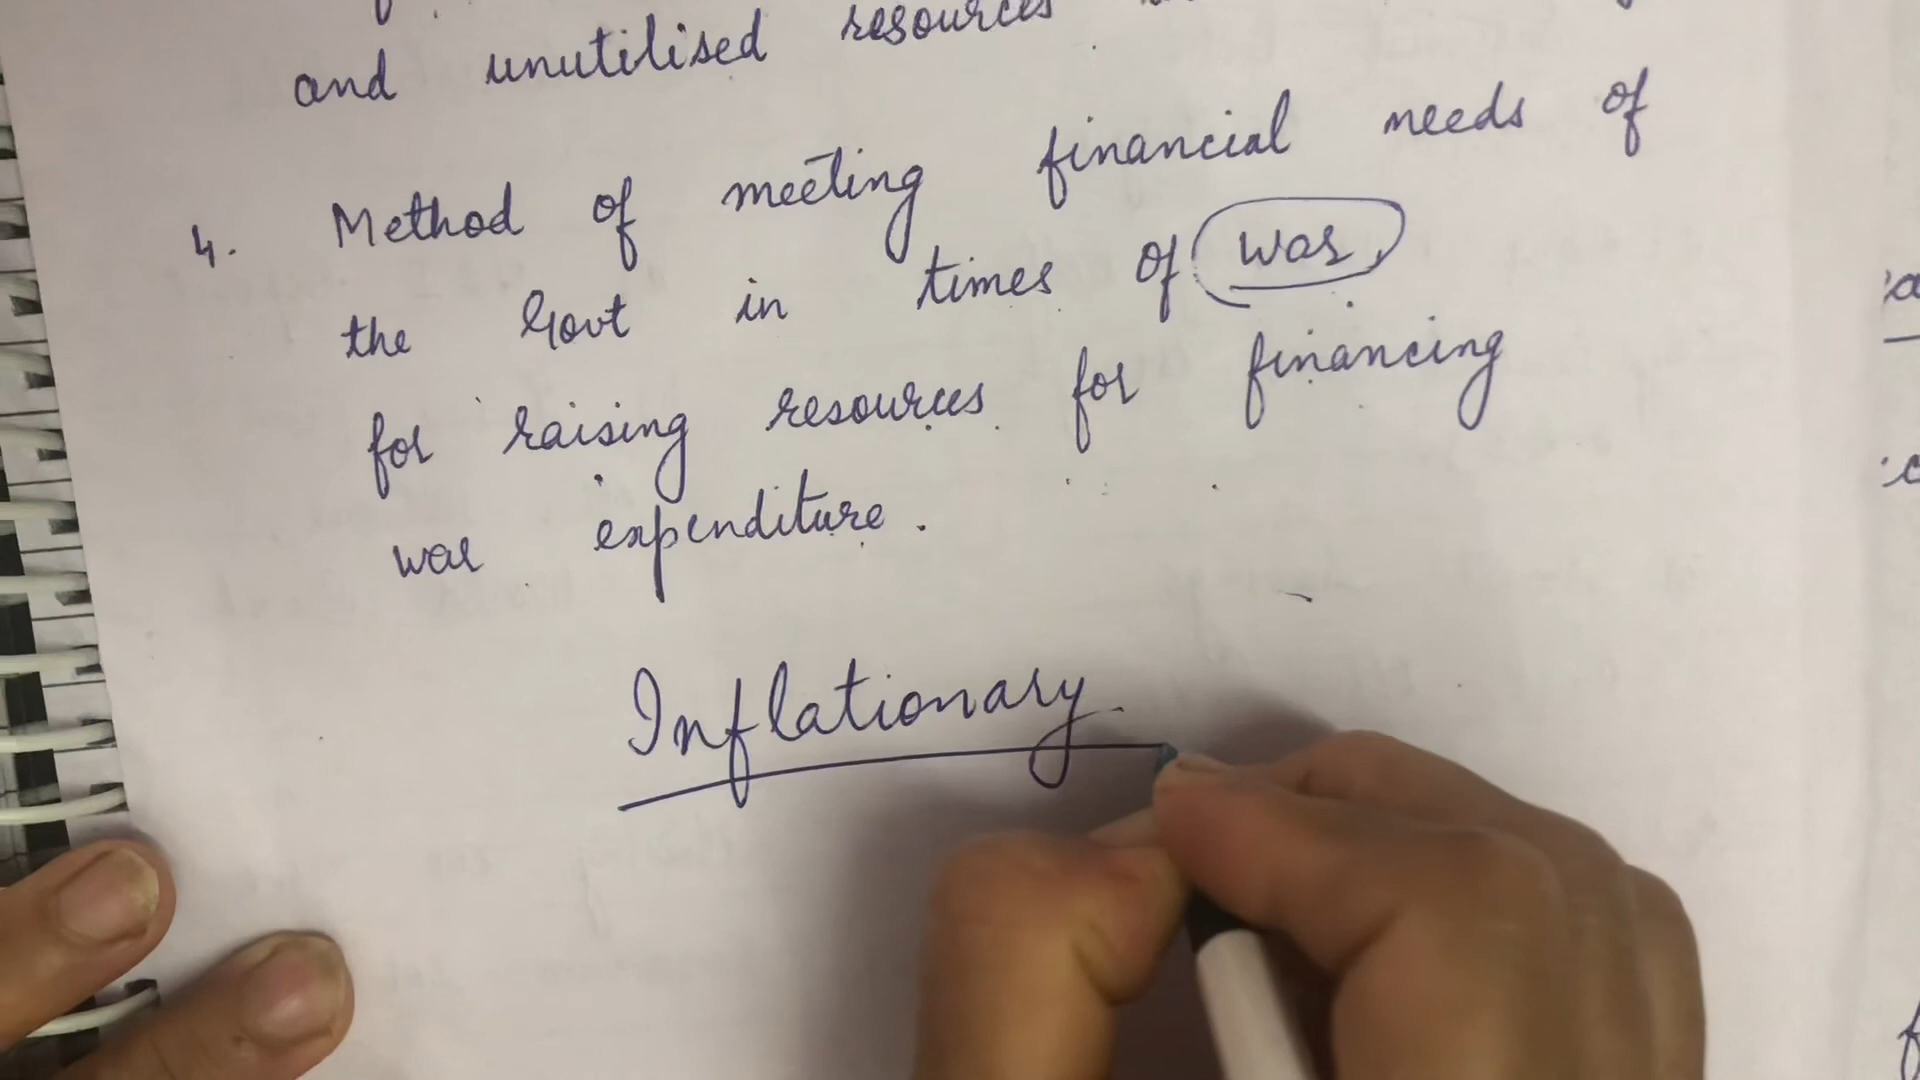 and unutilised resources
4. Method of meeting financial needs of
the Govt in times of war,
for raising resources for financing
war expenditure.
Inflationary